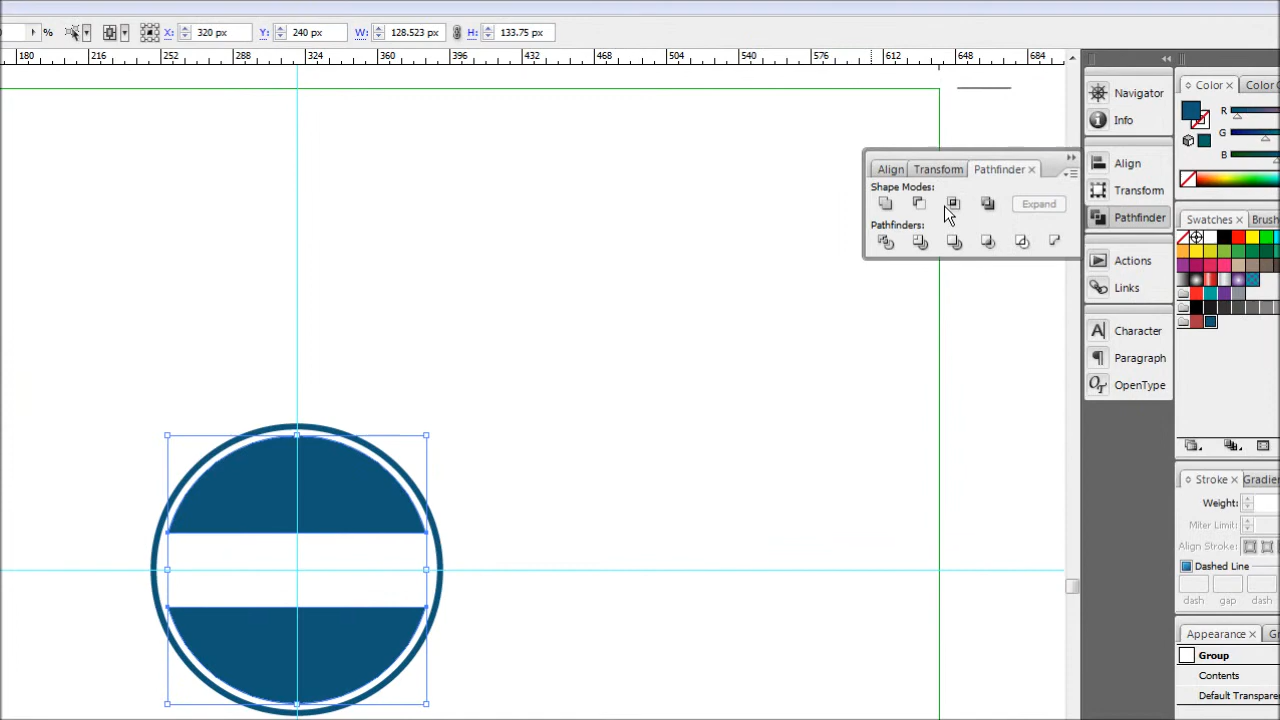 % X: 320 px Y: 240 px W: 128.523 px H: 133.75 px
180 216 252 288 324 360 396 432 468 504 540 576 612 648 684
Navigator
Info
Align
Transform
Pathfinder
Actions
Links
Character
Paragraph
OpenType
Align Transform Pathfinder
Shape Modes:
Expand
Pathfinders:
Color
R
G
B
Swatches
Stroke
Weight:
Miter Limit:
Align Stroke:
Dashed Line
dash gap dash
Appearance
Group
Contents